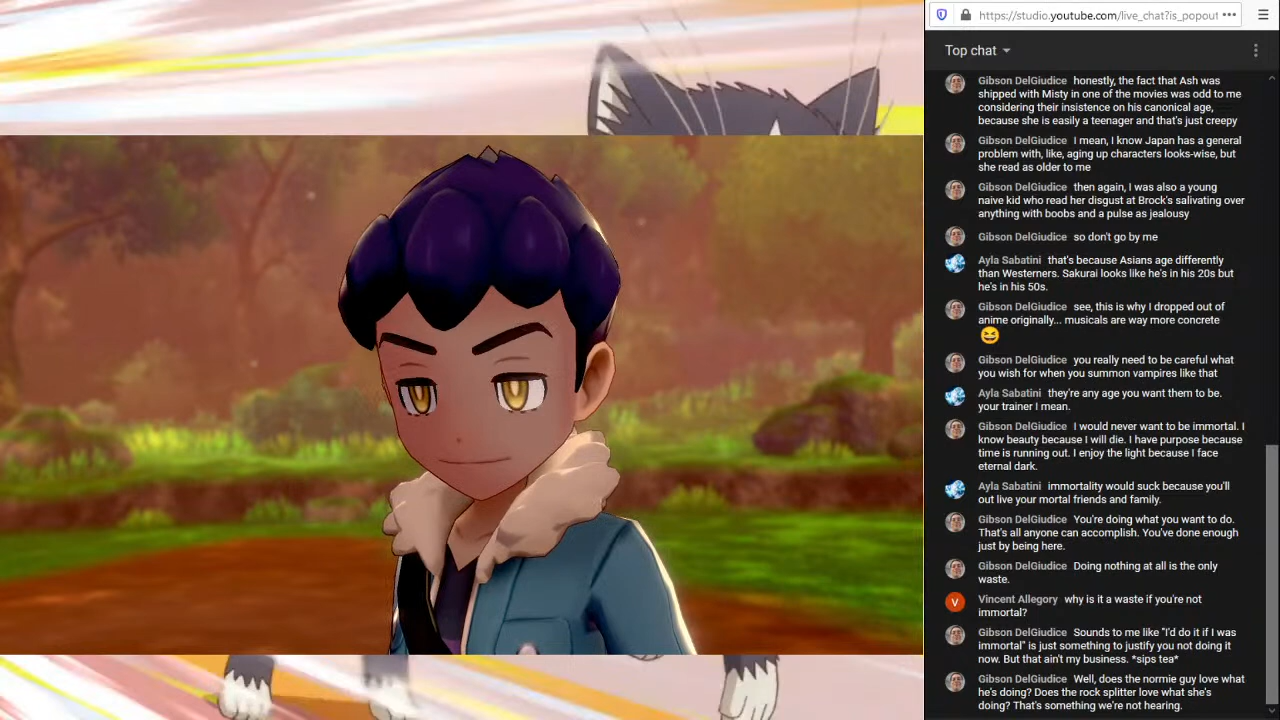 https://studio.youtube.com/live_chat?is_popout
Top chat
Gibson DelGiudice honestly, the fact that Ash was
shipped with Misty in one of the movies was odd to me
considering their insistence on his canonical age,
because she is easily a teenager and that's just creepy
Gibson DelGiudice I mean, I know Japan has a general
problem with, like, aging up characters looks-wise, but
she read as older to me
Gibson DelGiudice then again, I was also a young
naive kid who read her disgust at Brock's salivating over
anything with boobs and a pulse as jealousy
Gibson DelGiudice so don't go by me
Ayla Sabatini that's because Asians age differently
than Westerners. Sakurai looks like he's in his 20s but
he's in his 50s.
Gibson DelGiudice see, this is why I dropped out of
anime originally... musicals are way more concrete
😆
Gibson DelGiudice you really need to be careful what
you wish for when you summon vampires like that
Ayla Sabatini they're any age you want them to be.
your trainer I mean.
Gibson DelGiudice I would never want to be immortal. I
know beauty because I will die. I have purpose because
time is running out. I enjoy the light because I face
eternal dark.
Ayla Sabatini immortality would suck because you'll
out live your mortal friends and family.
Gibson DelGiudice You're doing what you want to do.
That's all anyone can accomplish. You've done enough
just by being here.
Gibson DelGiudice Doing nothing at all is the only
waste.
V
Vincent Allegory why is it a waste if you're not
immortal?
Gibson DelGiudice Sounds to me like "I'd do it if I was
immortal" is just something to justify you not doing it
now. But that ain't my business. *sips tea*
Gibson DelGiudice Well, does the normie guy love what
he's doing? Does the rock splitter love what she's
doing? That's something we're not hearing.